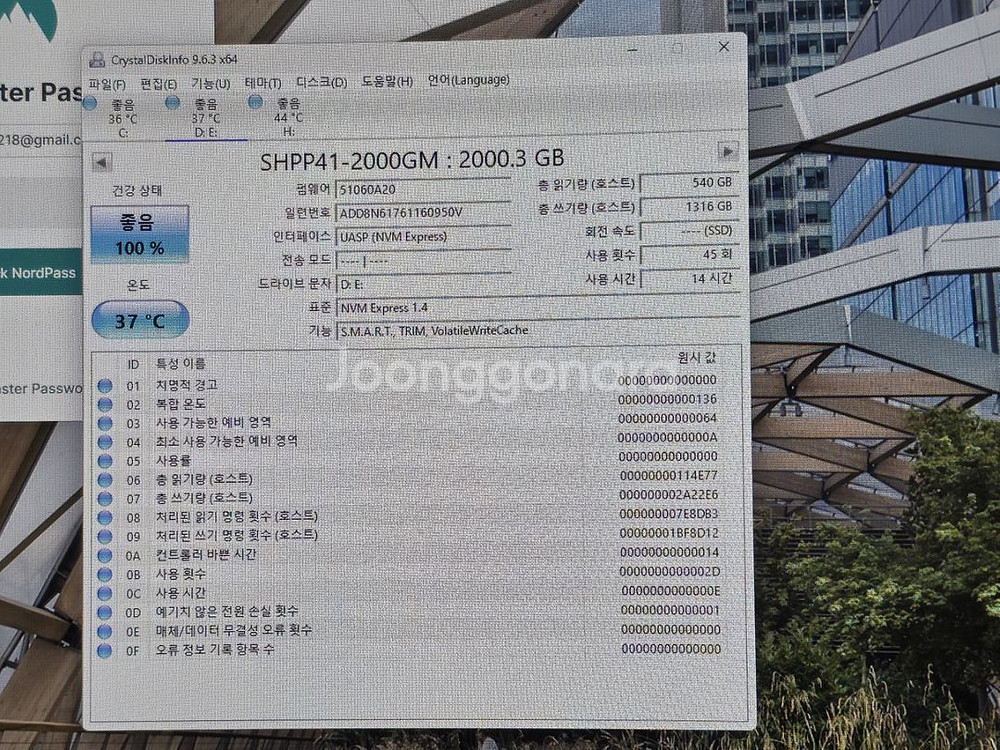 ter Pas
218@gmail.c
k NordPass
aster Passwo
CrystalDiskInfo 9.6.3 x64
파일(F) 편집(E) 기능(U) 테마(T) 디스크(D) 도움말(H) 언어(Language)
좋음 좋음 좋음
36 °C 37 °C 44 °C
C: D: E: H:
SHPP41-2000GM : 2000.3 GB
건강 상태
좋음
100 %
온도
37 °C
펌웨어 51060A20
일련번호 ADD8N61761160950V
인터페이스 UASP (NVM Express)
전송 모드 ---- | ----
드라이브 문자 D: E:
표준 NVM Express 1.4
기능 S.M.A.R.T., TRIM, VolatileWriteCache
총 읽기량 (호스트) 540 GB
총 쓰기량 (호스트) 1316 GB
회전 속도 ---- (SSD)
사용 횟수 45 회
사용 시간 14 시간
ID 특성 이름 원시 값
01 치명적 경고 00000000000000
02 복합 온도 00000000000136
03 사용 가능한 예비 영역 00000000000064
04 최소 사용 가능한 예비 영역 0000000000000A
05 사용률 00000000000000
06 총 읽기량 (호스트) 00000000114E77
07 총 쓰기량 (호스트) 000000002A22E6
08 처리된 읽기 명령 횟수 (호스트) 000000007E8DB3
09 처리된 쓰기 명령 횟수 (호스트) 00000001BF8D12
0A 컨트롤러 바쁜 시간 00000000000014
0B 사용 횟수 0000000000002D
0C 사용 시간 0000000000000E
0D 예기치 않은 전원 손실 횟수 00000000000001
0E 매체/데이터 무결성 오류 횟수 00000000000000
0F 오류 정보 기록 항목 수 00000000000000